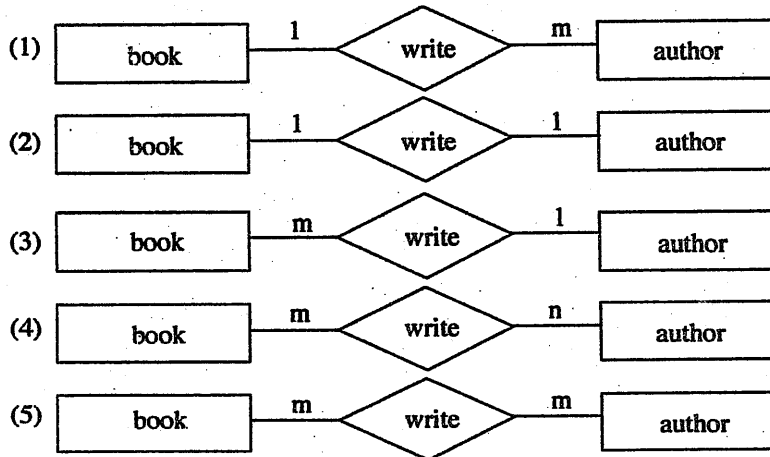 (1) book 1 write m author
(2) book 1 write 1 author
(3) book m write 1 author
(4) book m write n author
(5) book m write m author